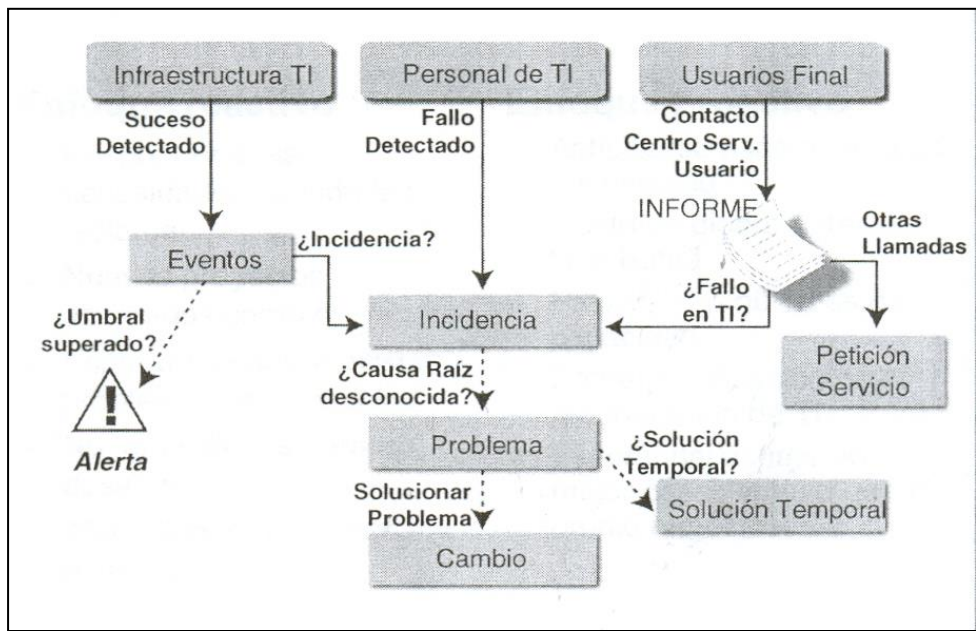 Infraestructura TI
Personal de TI
Usuarios Final
Suceso
Detectado
Fallo
Detectado
Contacto
Centro Serv.
Usuario
INFORME
Otras
Llamadas
¿Incidencia?
Eventos
¿Fallo
en TI?
¿Umbral
superado?
Incidencia
Petición
Servicio
¿Causa Raíz
desconocida?
Alerta
Problema
¿Solución
Temporal?
Solucionar
Problema
Solución Temporal
Cambio